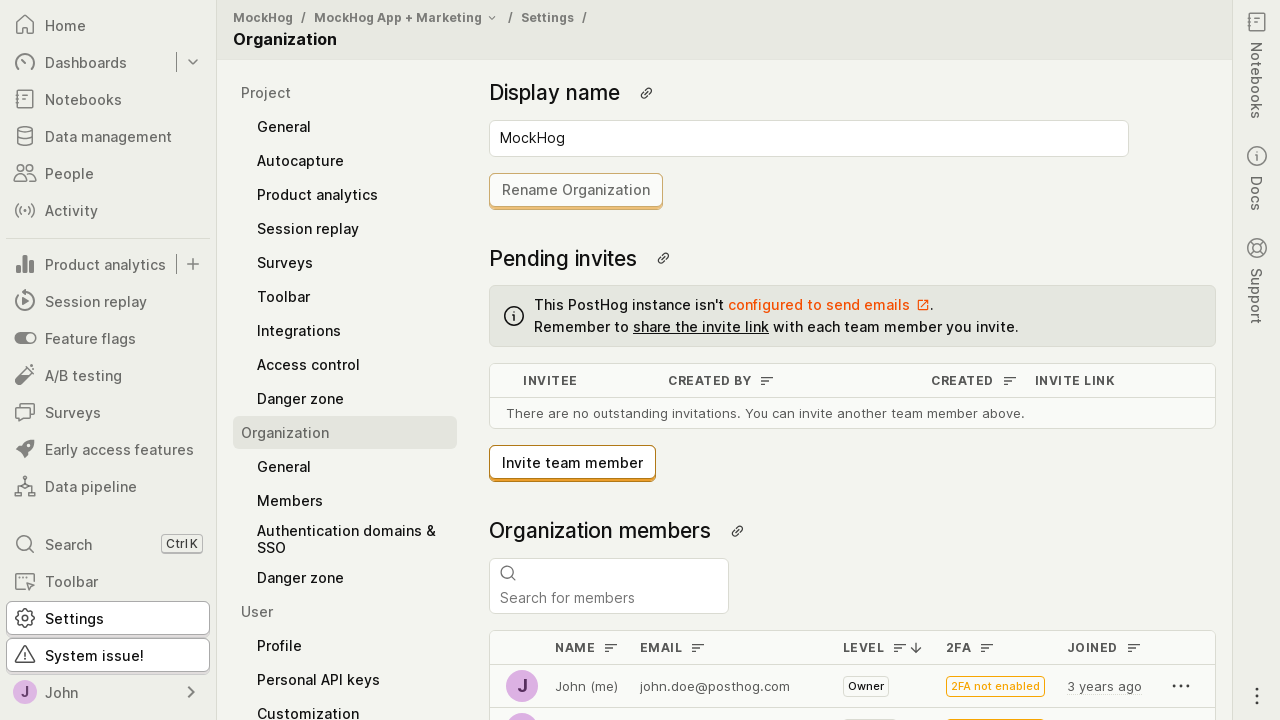 Home
Dashboards
Notebooks
Data management
People
Activity
Product analytics
Session replay
Feature flags
A/B testing
Surveys
Early access features
Data pipeline
Search Ctrl K
Toolbar
Settings
System issue!
J John
MockHog / MockHog App + Marketing / Settings /
Organization
Project
General
Autocapture
Product analytics
Session replay
Surveys
Toolbar
Integrations
Access control
Danger zone
Organization
General
Members
Authentication domains &
SSO
Danger zone
User
Profile
Personal API keys
Customization
Display name
MockHog
Rename Organization
Pending invites
This PostHog instance isn't configured to send emails.
Remember to share the invite link with each team member you invite.
INVITEE CREATED BY CREATED INVITE LINK
There are no outstanding invitations. You can invite another team member above.
Invite team member
Organization members
Search for members
NAME EMAIL LEVEL 2FA JOINED
J John (me) john.doe@posthog.com Owner 2FA not enabled 3 years ago
Notebooks
Docs
Support